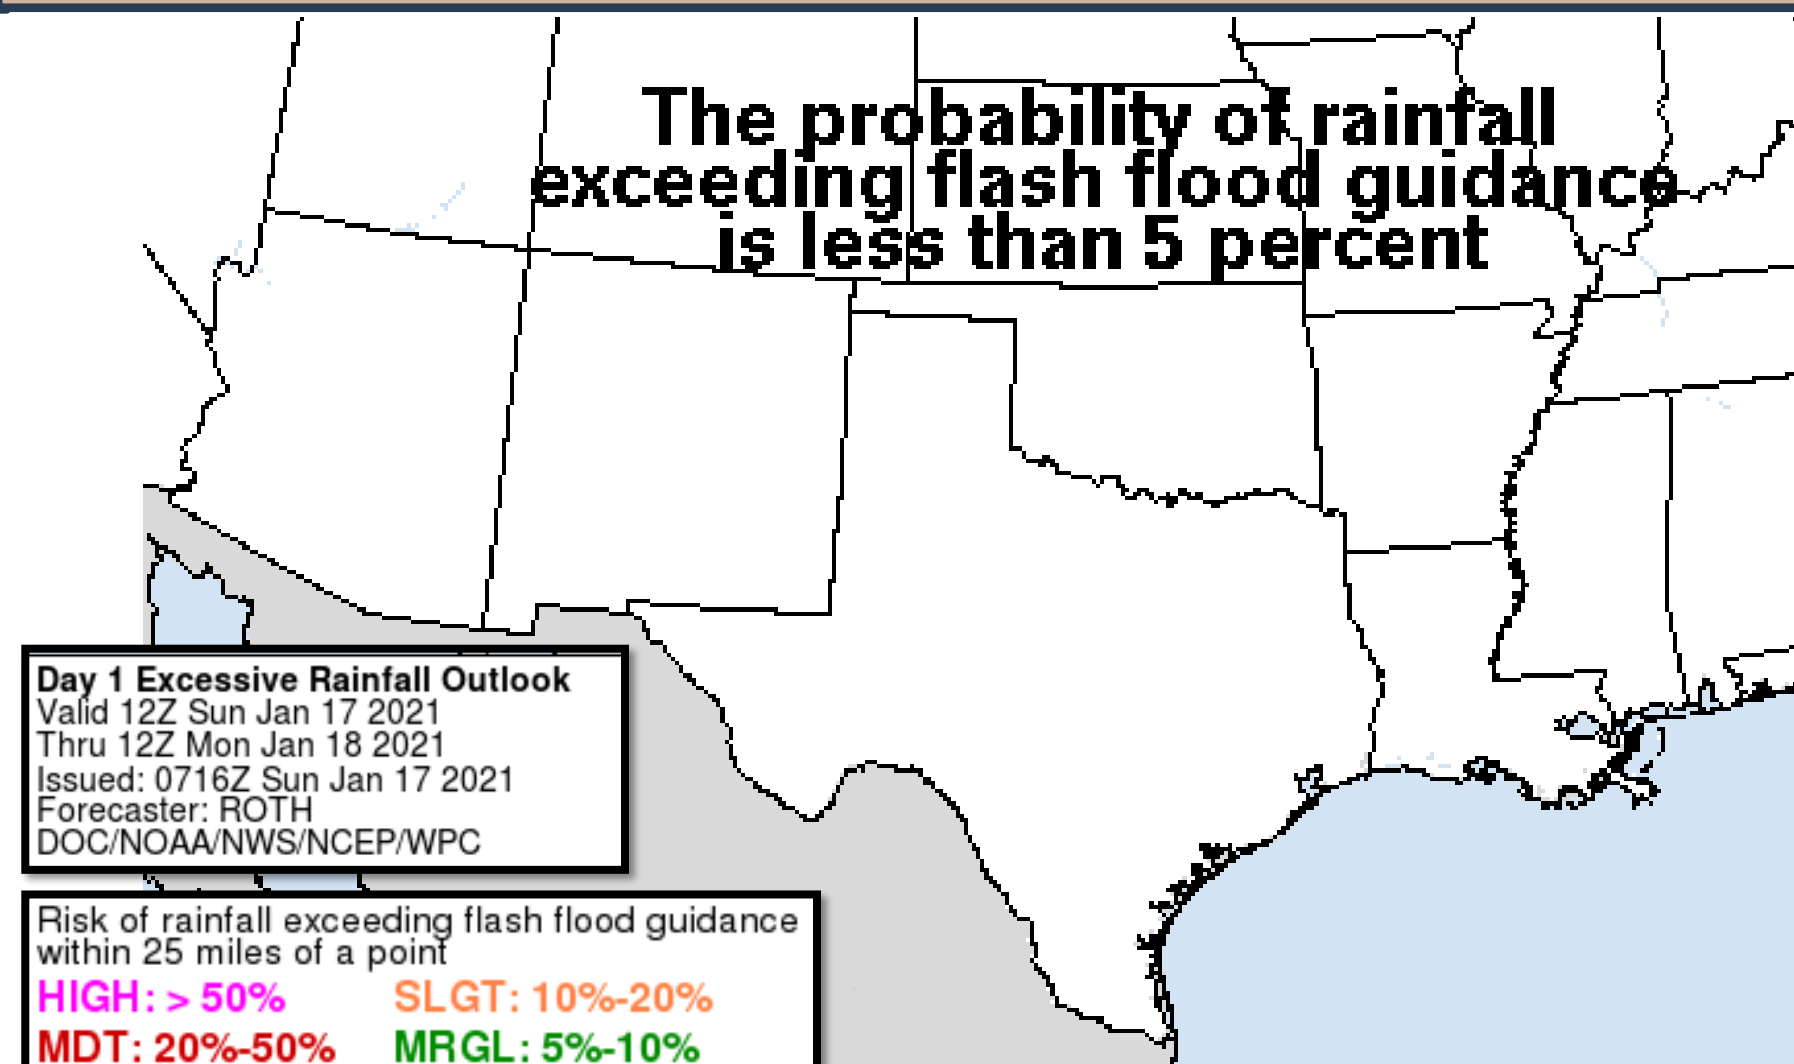 The probability of rainfall
exceeding flash flood guidance
is less than 5 percent
Day 1 Excessive Rainfall Outlook
Valid 12Z Sun Jan 17 2021
Thru 12Z Mon Jan 18 2021
Issued: 0716Z Sun Jan 17 2021
Forecaster: ROTH
DOC/NOAA/NWS/NCEP/WPC
Risk of rainfall exceeding flash flood guidance
within 25 miles of a point
HIGH: > 50% SLGT: 10%-20%
MDT: 20%-50% MRGL: 5%-10%